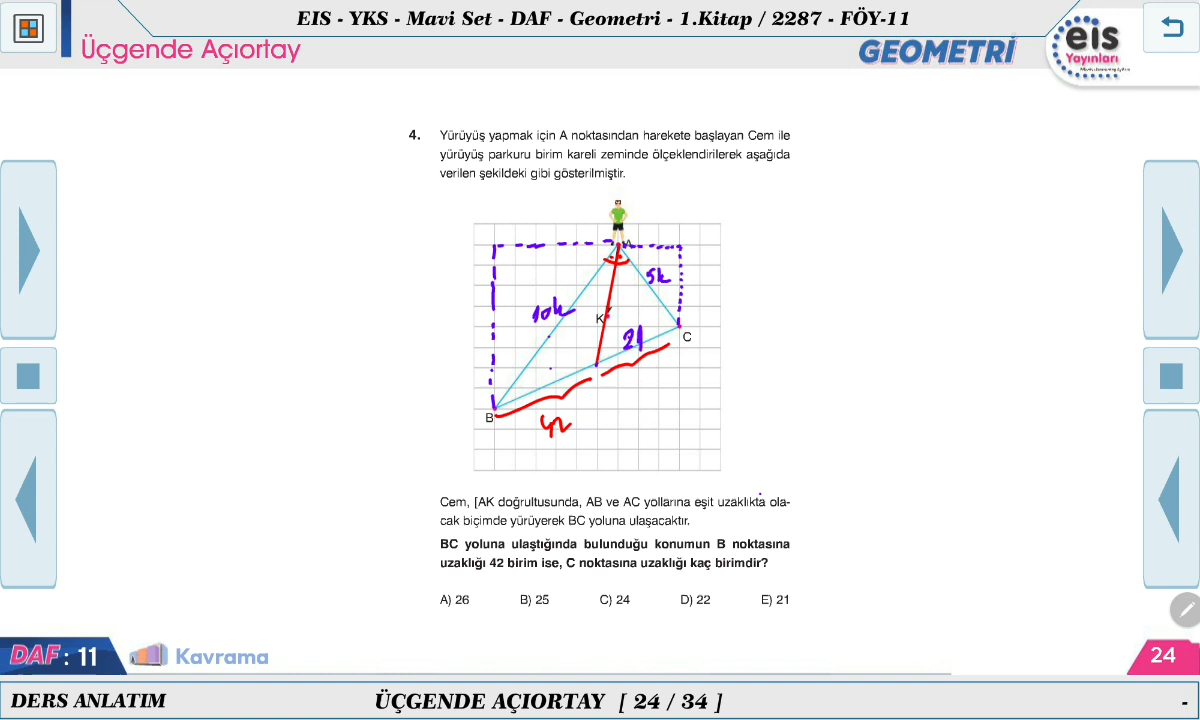 EIS - YKS - Mavi Set - DAF - Geometri - 1.Kitap / 2287 - FÖY-11
Üçgende Açıortay
GEOMETRİ
eis
Yayınları
4. Yürüyüş yapmak için A noktasından harekete başlayan Cem ile
yürüyüş parkuru birim kareli zeminde ölçeklendirilerek aşağıda
verilen şekildeki gibi gösterilmiştir.
A
5k
10k
K
21
C
B
42
Cem, [AK doğrultusunda, AB ve AC yollarına eşit uzaklıkta ola-
cak biçimde yürüyerek BC yoluna ulaşacaktır.
BC yoluna ulaştığında bulunduğu konumun B noktasına
uzaklığı 42 birim ise, C noktasına uzaklığı kaç birimdir?
A) 26 B) 25 C) 24 D) 22 E) 21
DAF : 11
Kavrama
24
DERS ANLATIM
ÜÇGENDE AÇIORTAY [ 24 / 34 ]
-